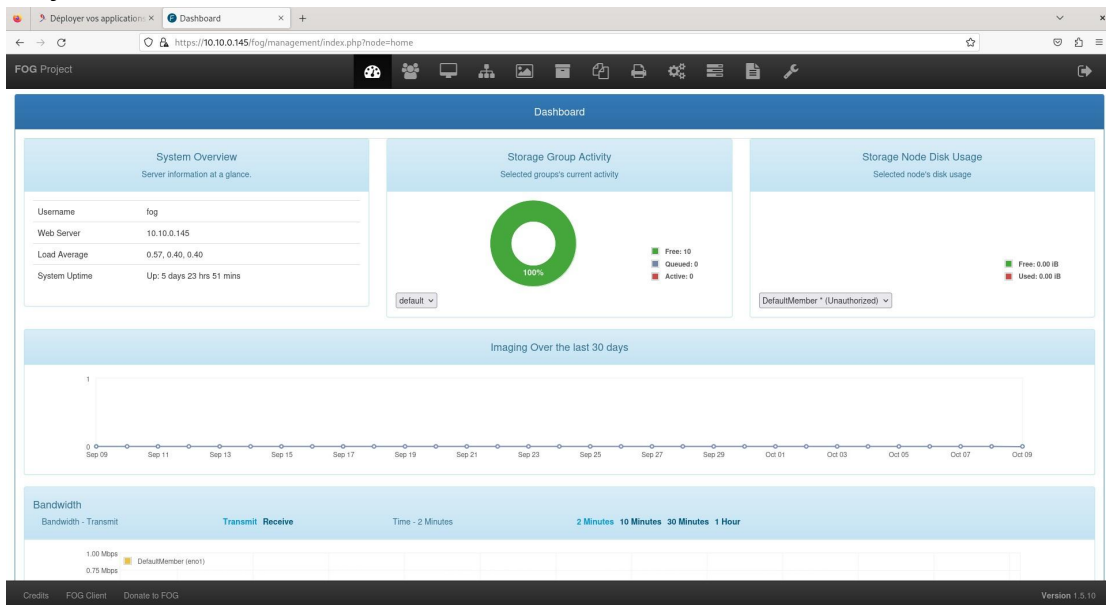 Déployer vos application
Dashboard
https://10.10.0.145/fog/management/index.php?node=home
FOG Project
Dashboard
System Overview
Server information at a glance.
Username fog
Web Server 10.10.0.145
Load Average 0.57, 0.40, 0.40
System Uptime Up: 5 days 23 hrs 51 mins
Storage Group Activity
Selected groups's current activity
100%
Free: 10
Queued: 0
Active: 0
default
Storage Node Disk Usage
Selected node's disk usage
Free: 0.00 iB
Used: 0.00 iB
DefaultMember * (Unauthorized)
Imaging Over the last 30 days
1
0
Sep 09 Sep 11 Sep 13 Sep 15 Sep 17 Sep 19 Sep 21 Sep 23 Sep 25 Sep 27 Sep 29 Oct 01 Oct 03 Oct 05 Oct 07 Oct 09
Bandwidth
Bandwidth - Transmit Transmit Receive Time - 2 Minutes 2 Minutes 10 Minutes 30 Minutes 1 Hour
1.00 Mbps
DefaultMember (eno1)
0.75 Mbps
Credits FOG Client Donate to FOG Version 1.5.10